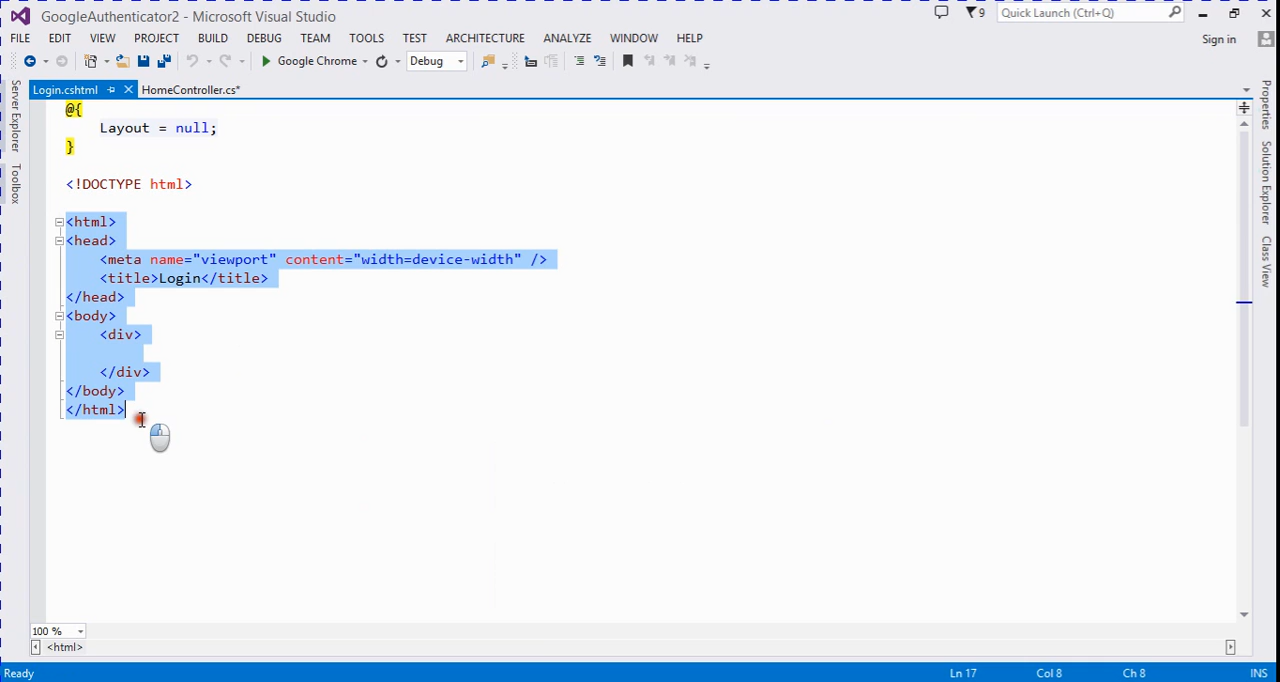 GoogleAuthenticator2 - Microsoft Visual Studio
9
Quick Launch (Ctrl+Q)
FILE EDIT VIEW PROJECT BUILD DEBUG TEAM TOOLS TEST ARCHITECTURE ANALYZE WINDOW HELP
Sign in
Google Chrome
Debug
Login.cshtml
HomeController.cs*
Server Explorer
Toolbox
Properties
Solution Explorer
Class View
@{
Layout = null;
}
<!DOCTYPE html>
<html>
<head>
<meta name="viewport" content="width=device-width" />
<title>Login</title>
</head>
<body>
<div>
</div>
</body>
</html>
100 %
<html>
Ready
Ln 17
Col 8
Ch 8
INS